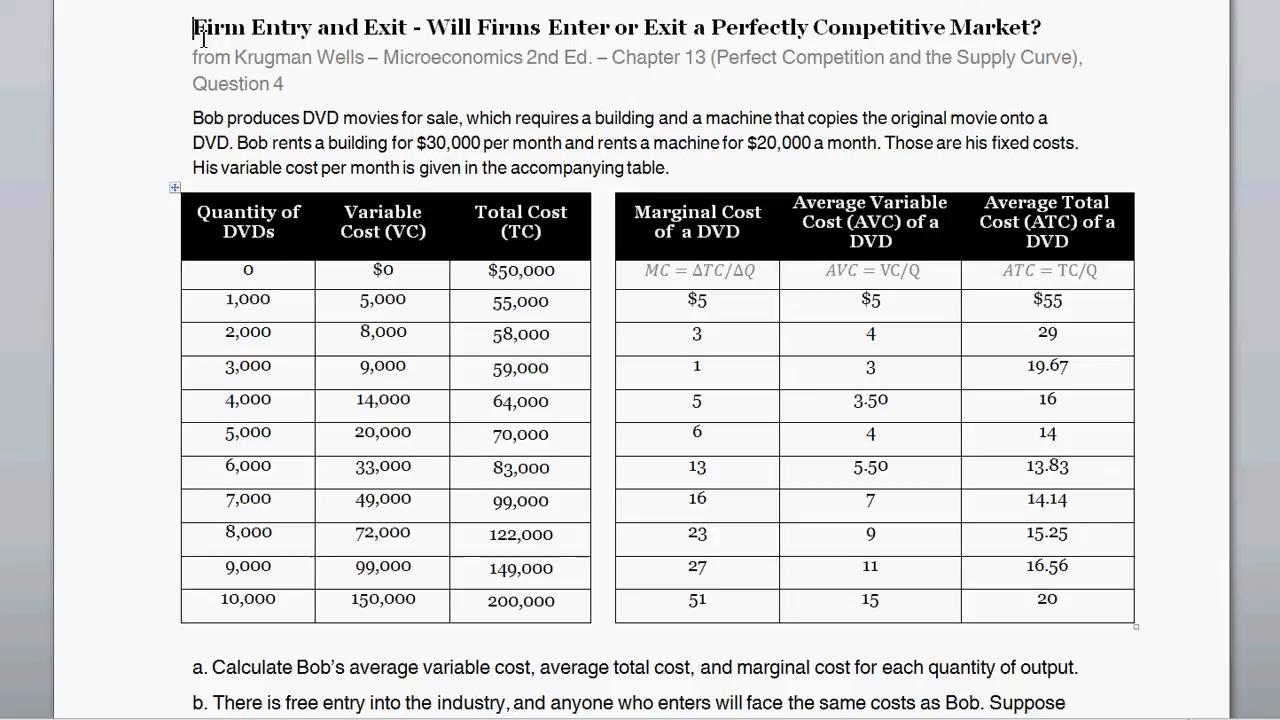 Firm Entry and Exit - Will Firms Enter or Exit a Perfectly Competitive Market?
from Krugman Wells – Microeconomics 2nd Ed. – Chapter 13 (Perfect Competition and the Supply Curve),
Question 4
Bob produces DVD movies for sale, which requires a building and a machine that copies the original movie onto a
DVD. Bob rents a building for $30,000 per month and rents a machine for $20,000 a month. Those are his fixed costs.
His variable cost per month is given in the accompanying table.
Quantity of DVDs Variable Cost (VC) Total Cost (TC) Marginal Cost of a DVD Average Variable Cost (AVC) of a DVD Average Total Cost (ATC) of a DVD
0 $0 $50,000 MC = ΔTC/ΔQ AVC = VC/Q ATC = TC/Q
1,000 5,000 55,000 $5 $5 $55
2,000 8,000 58,000 3 4 29
3,000 9,000 59,000 1 3 19.67
4,000 14,000 64,000 5 3.50 16
5,000 20,000 70,000 6 4 14
6,000 33,000 83,000 13 5.50 13.83
7,000 49,000 99,000 16 7 14.14
8,000 72,000 122,000 23 9 15.25
9,000 99,000 149,000 27 11 16.56
10,000 150,000 200,000 51 15 20
a. Calculate Bob's average variable cost, average total cost, and marginal cost for each quantity of output.
b. There is free entry into the industry, and anyone who enters will face the same costs as Bob. Suppose